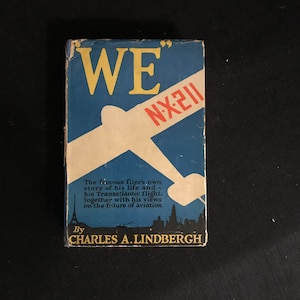 "WE"
N-X-211
The famous flier's own
story of his life and -
his Transatlantic flight,
together with his views
on the future of aviation
By
CHARLES A. LINDBERGH